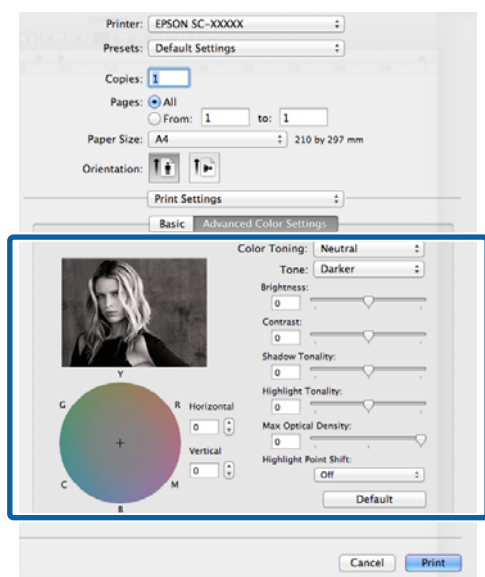 Printer: EPSON SC-XXXXX
Presets: Default Settings
Copies: 1
Pages: All
From: 1 to: 1
Paper Size: A4 210 by 297 mm
Orientation:
Print Settings
Basic Advanced Color Settings
Color Toning: Neutral
Tone: Darker
Brightness:
0
Contrast:
0
Shadow Tonality:
0
Highlight Tonality:
0
Max Optical Density:
0
Highlight Point Shift:
Off
Default
Y
G R
C M
B
Horizontal
0
Vertical
0
Cancel Print